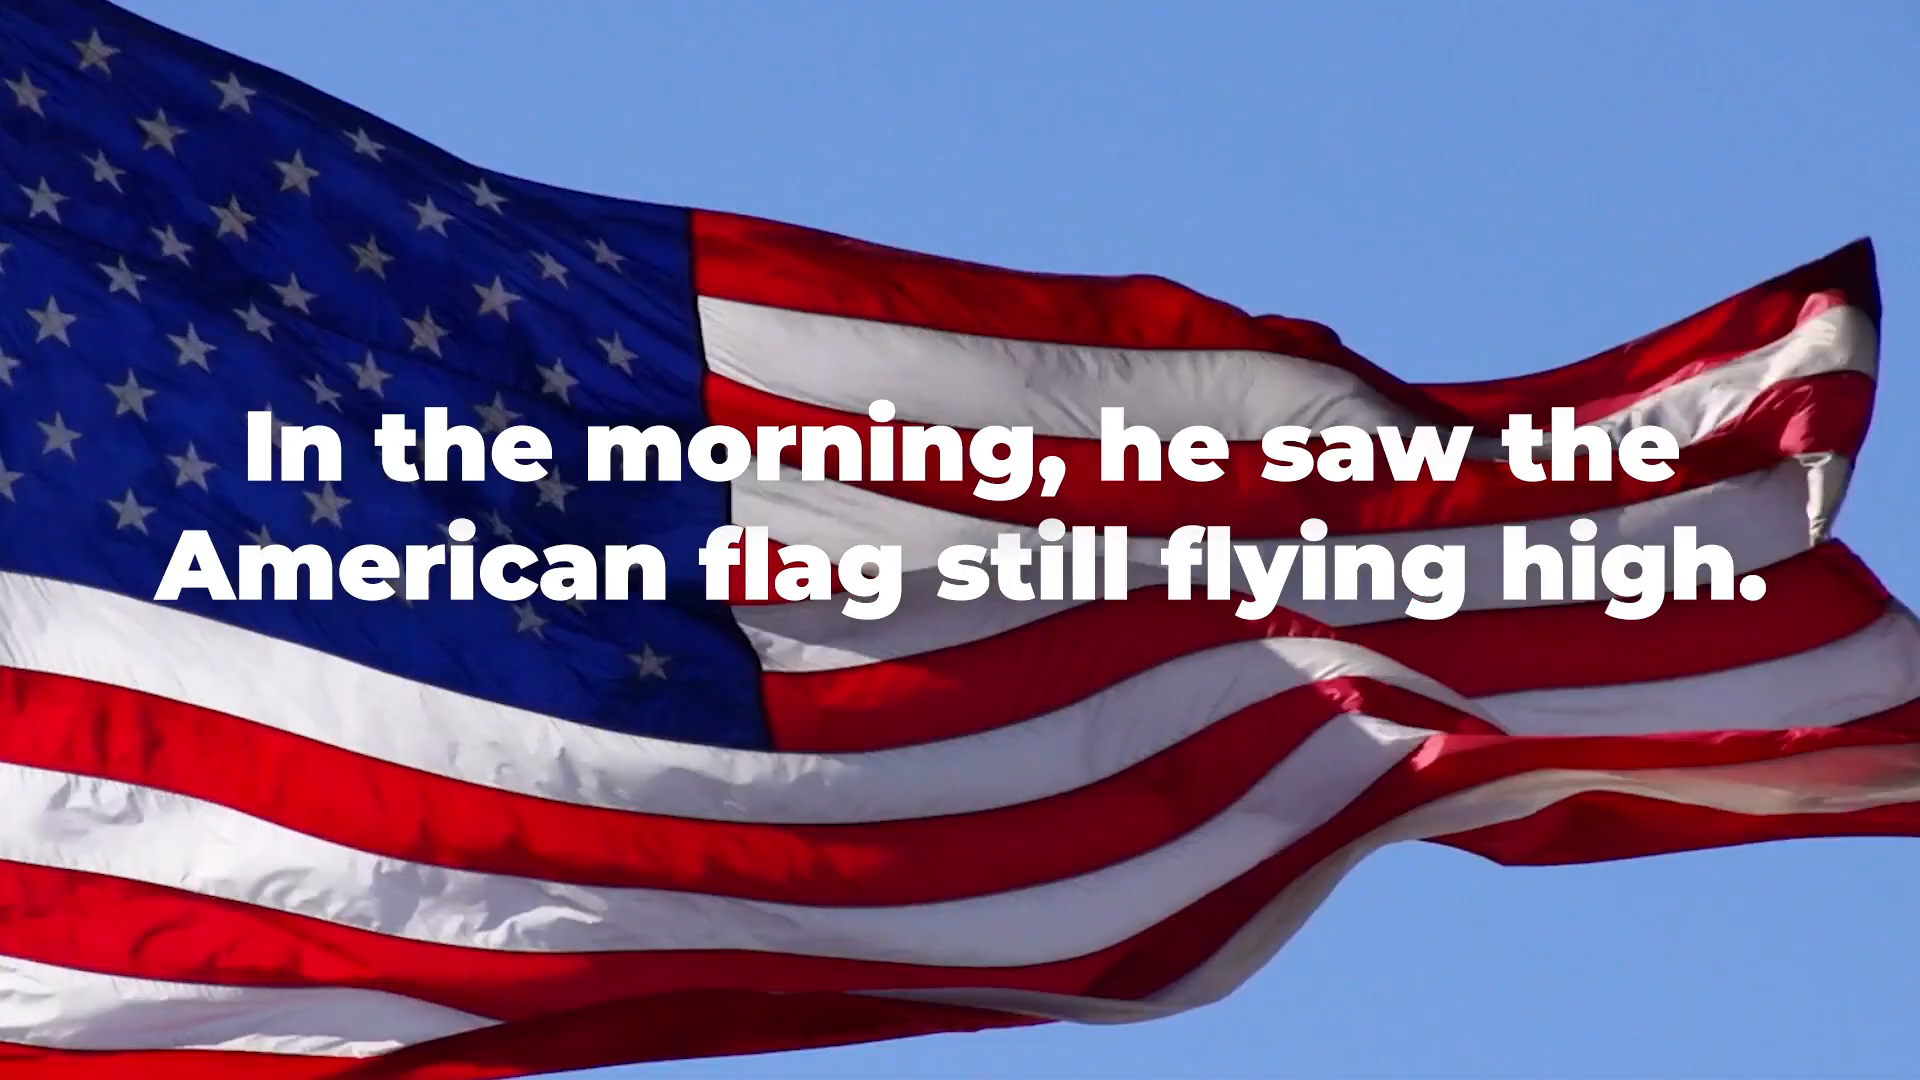 In the morning, he saw the
American flag still flying high.